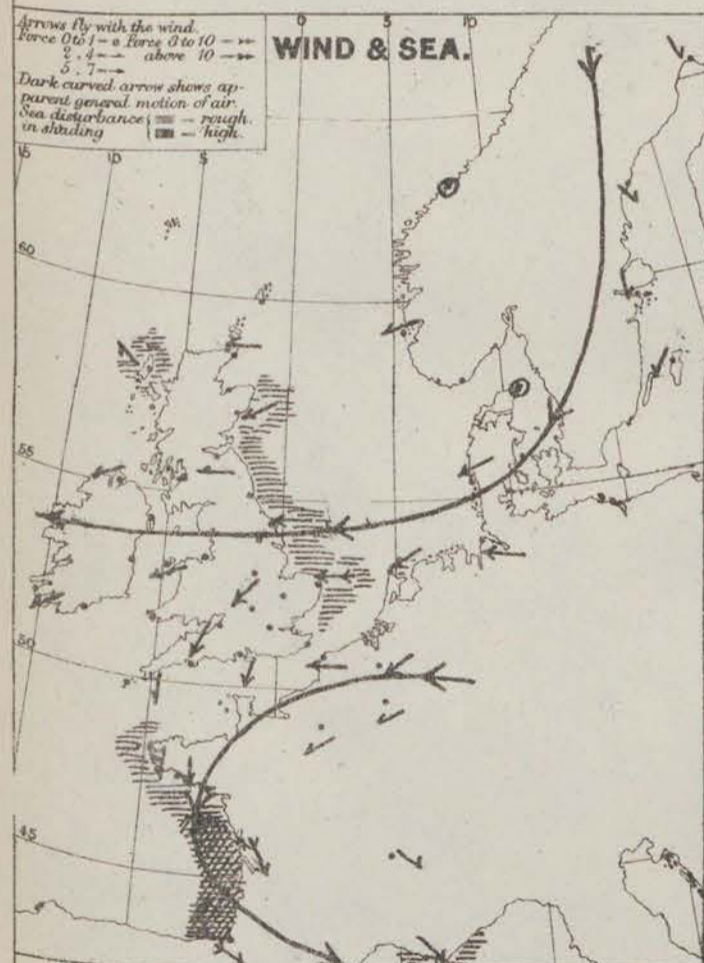 Arrows fly with the wind.
Force 0 to 1 — Force 8 to 10 —
2 . 4 — above 10 —
5 . 7 —
Dark curved arrow shows ap-
parent general motion of air.
Sea disturbance { — rough.
in shading { — high.
WIND & SEA.
15 10 5 0 5 10
60
55
50
45